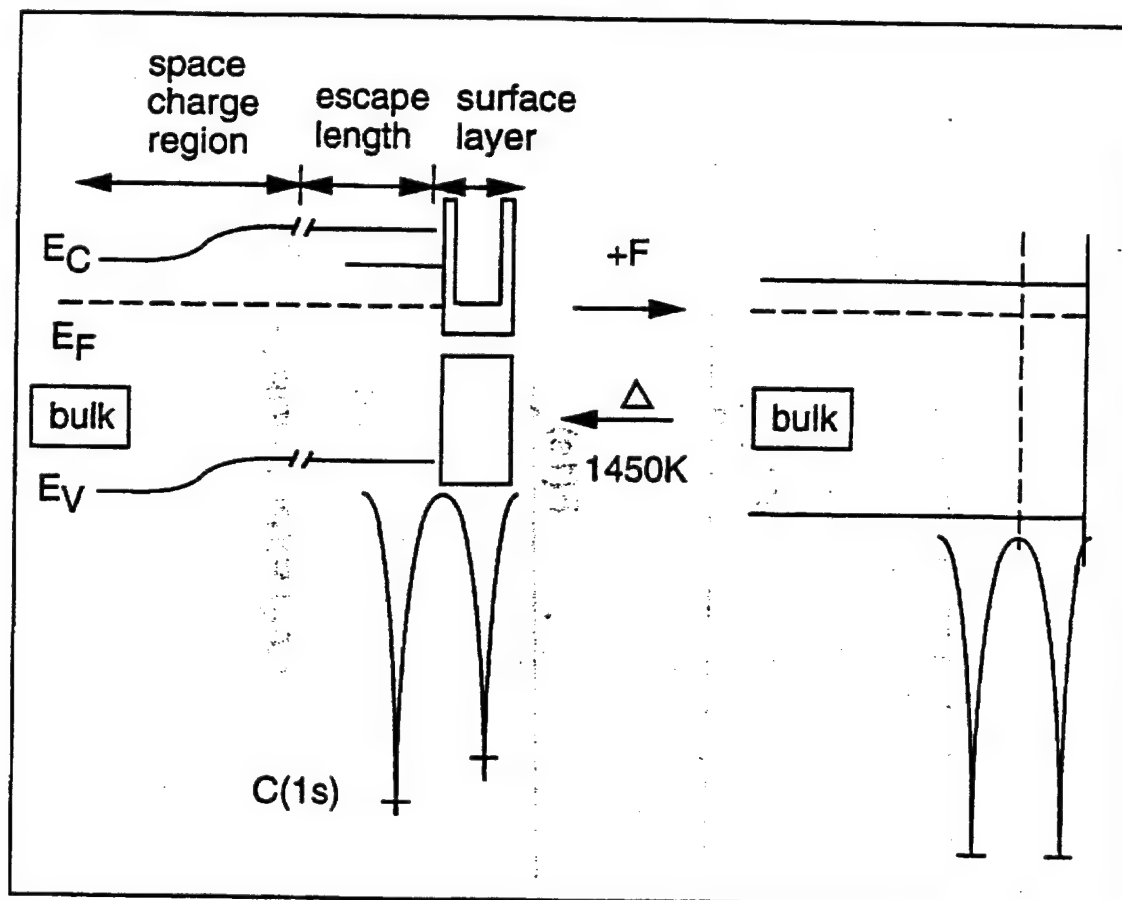 space
charge
region
escape
length
surface
layer
E_C
E_F
bulk
E_V
C(1s)
+F
Δ
1450K
bulk